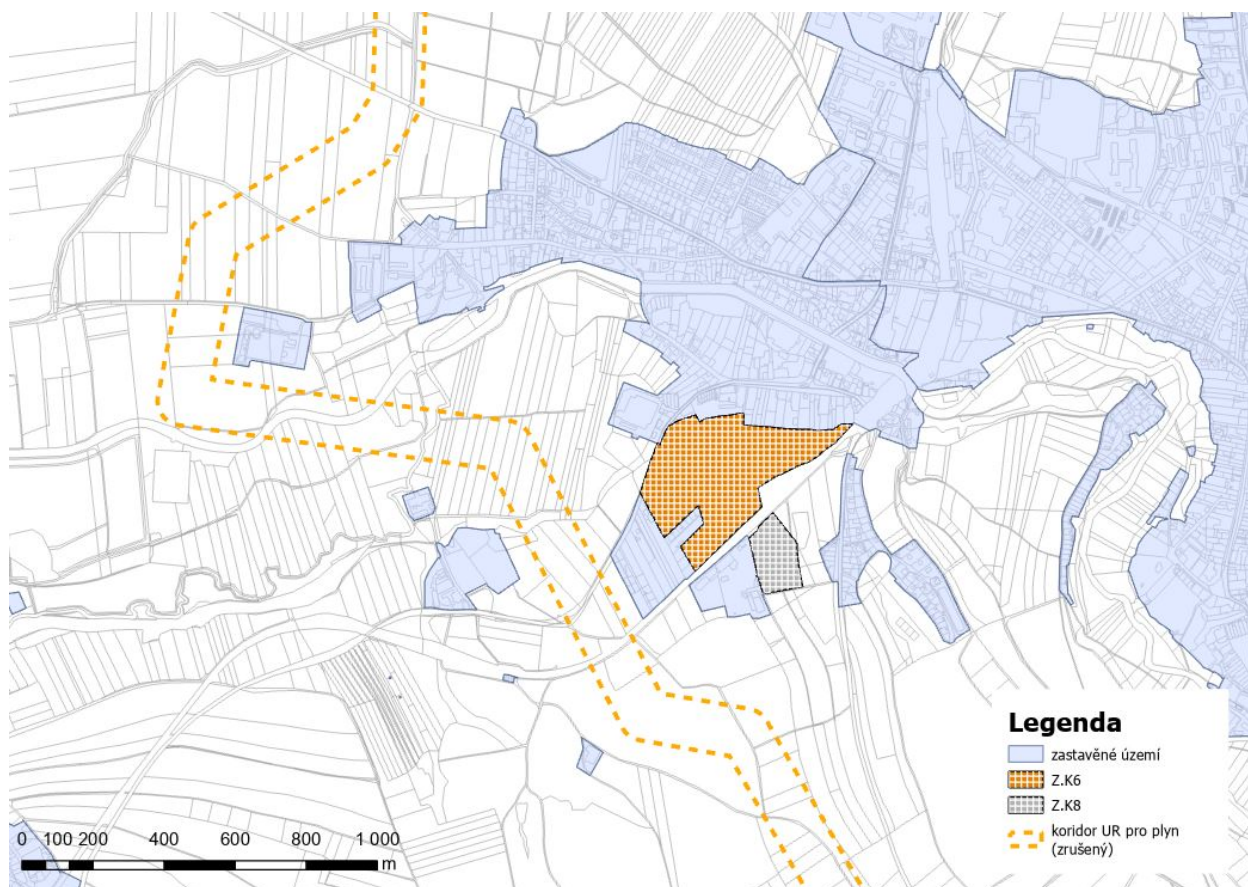 Legenda
zastavěné území
Z.K6
Z.K8
koridor UR pro plyn
(zrušený)
0 100 200 400 600 800 1 000
m